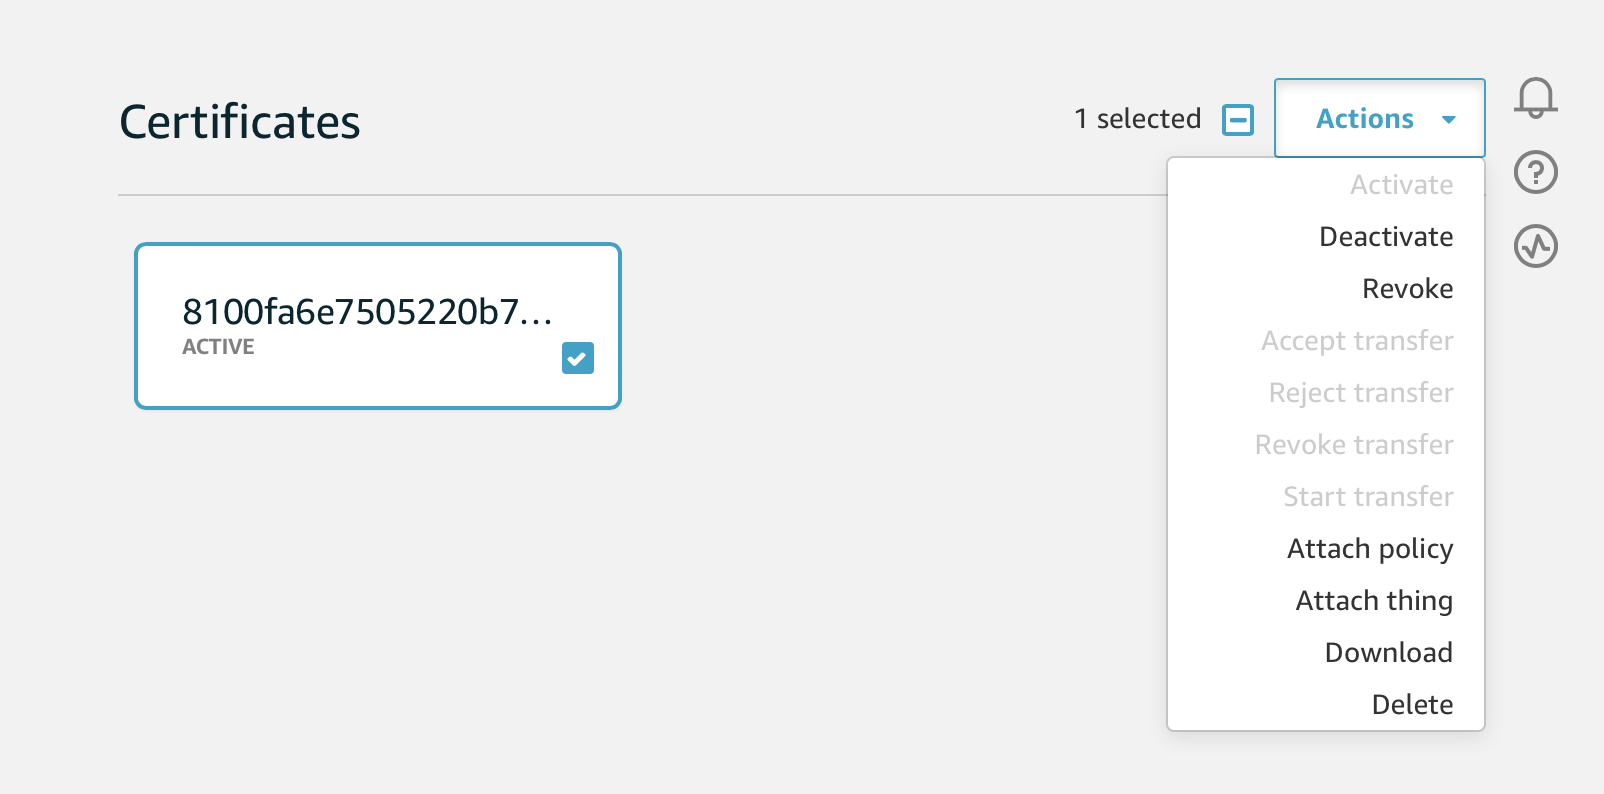 Certificates
1 selected
Actions
Activate
Deactivate
Revoke
Accept transfer
Reject transfer
Revoke transfer
Start transfer
Attach policy
Attach thing
Download
Delete
8100fa6e7505220b7...
ACTIVE